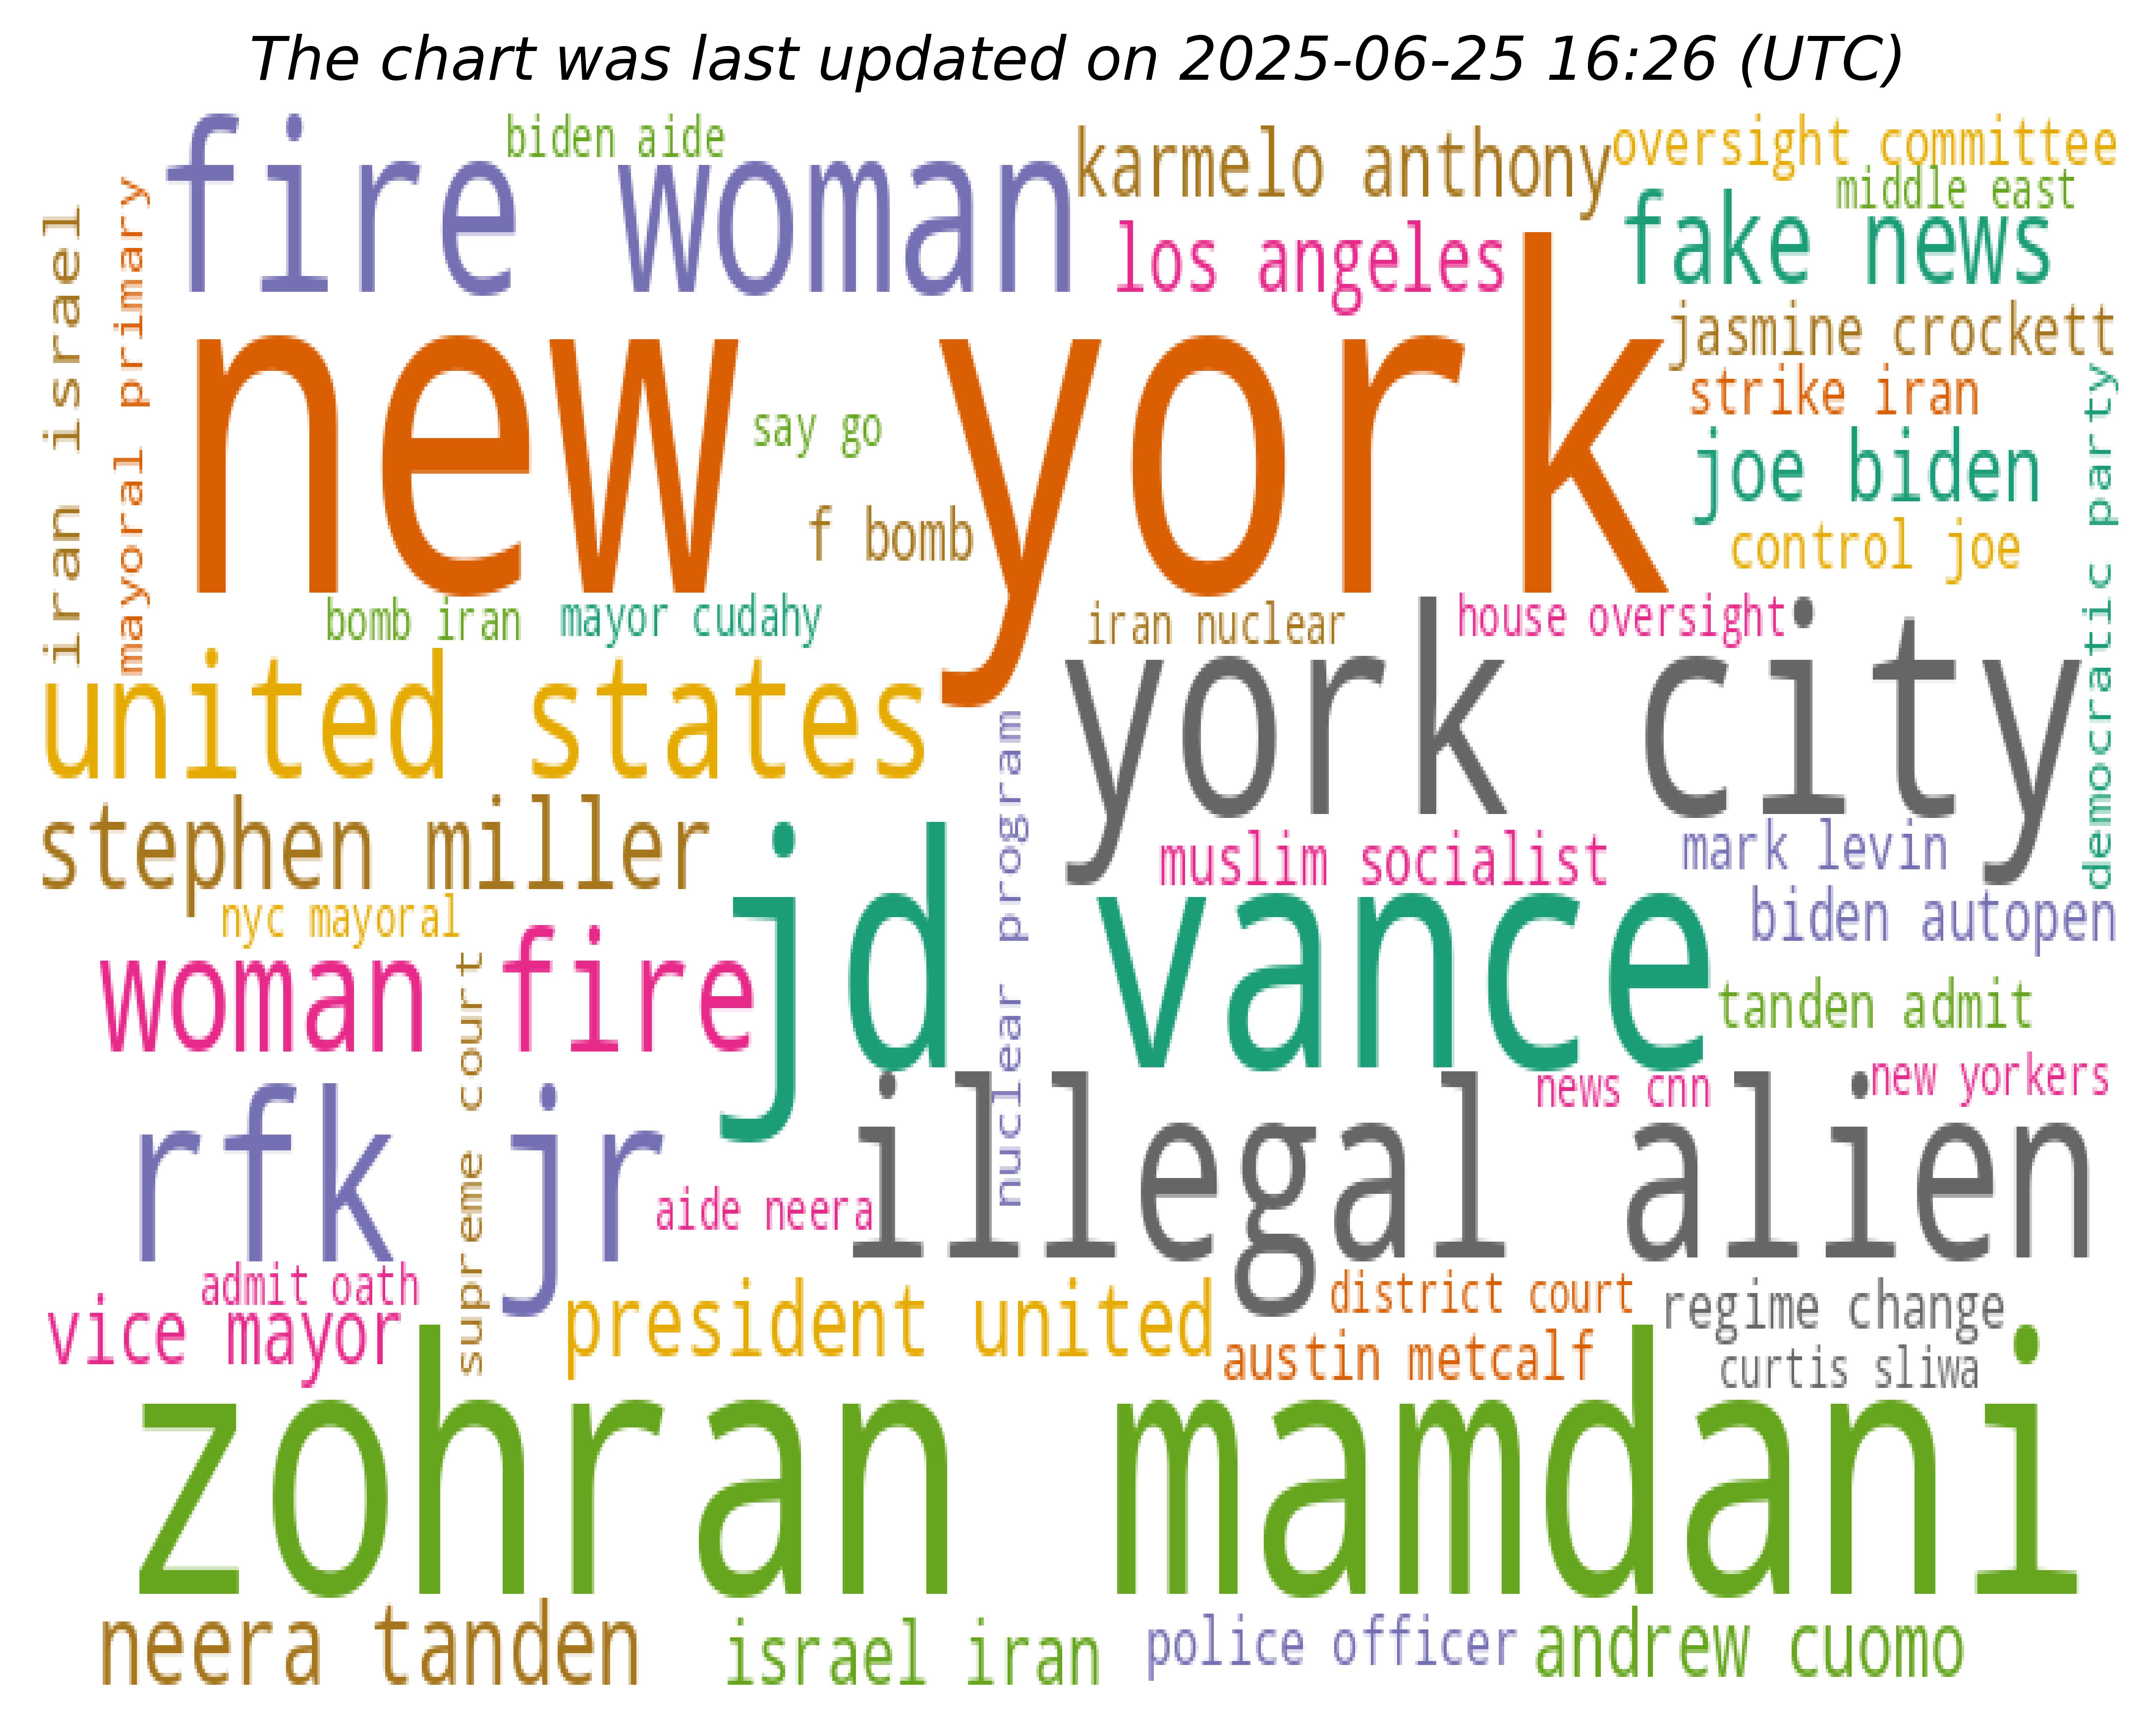 The chart was last updated on 2025-06-25 16:26 (UTC)
fire woman
biden aide
karmelo anthony
oversight committee
middle east
fake news
los angeles
iran israel
mayoral primary
new york
jasmine crockett
strike iran
say go
joe biden
democratic party
f bomb
control joe
bomb iran
mayor cudahy
iran nuclear
house oversight
united states
york city
nuclear program
stephen miller
muslim socialist
mark levin
nyc mayoral
jd vance
biden autopen
woman fire
supreme court
tanden admit
news cnn
new yorkers
rfk jr
illegal alien
aide neera
admit oath
vice mayor
president united
district court
regime change
austin metcalf
curtis sliwa
zohran mamdani
neera tanden
israel iran
police officer
andrew cuomo